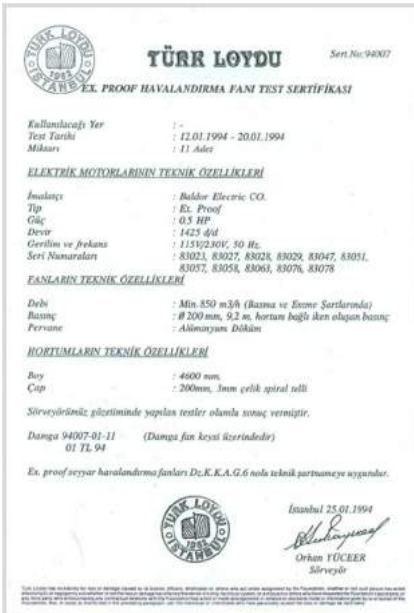 TÜRK LOYDU
İSTANBUL
1962
TÜRK LOYDU
Sert.No:94007
EX. PROOF HAVALANDIRMA FANI TEST SERTİFİKASI
Kullanılacağı Yer : -
Test Tarihi : 12.01.1994 - 20.01.1994
Miktarı : 11 Adet
ELEKTRİK MOTORLARININ TEKNİK ÖZELLİKLERİ
İmalatçı : Baldor Electric CO.
Tip : Ex. Proof
Güç : 0.5 HP
Devir : 1425 d/d
Gerilim ve frekans : 115V/230V, 50 Hz.
Seri Numaraları : 83023, 83027, 83028, 83029, 83047, 83051,
83057, 83058, 83063, 83076, 83078
FANLARIN TEKNİK ÖZELLİKLERİ
Debi : Min. 850 m3/h (Basma ve Emme Şartlarında)
Basınç : Ø 200 mm, 9,2 m. hortum bağlı iken oluşan basınç
Pervane : Alüminyum Döküm
HORTUMLARIN TEKNİK ÖZELLİKLERİ
Boy : 4600 mm.
Çap : 200mm, 3mm çelik spiral telli
Sörveyörümüz gözetiminde yapılan testler olumlu sonuç vermiştir.
Damga 94007-01-11 (Damga fan keysi üzerindedir)
01 TL 94
Ex. proof seyyar havalandırma fanları Dz.K.K.A.G.6 nolu teknik şartnameye uygundur.
TÜRK LOYDU
İSTANBUL
İstanbul 25.01.1994
Orhan YÜCEER
Sörveyör